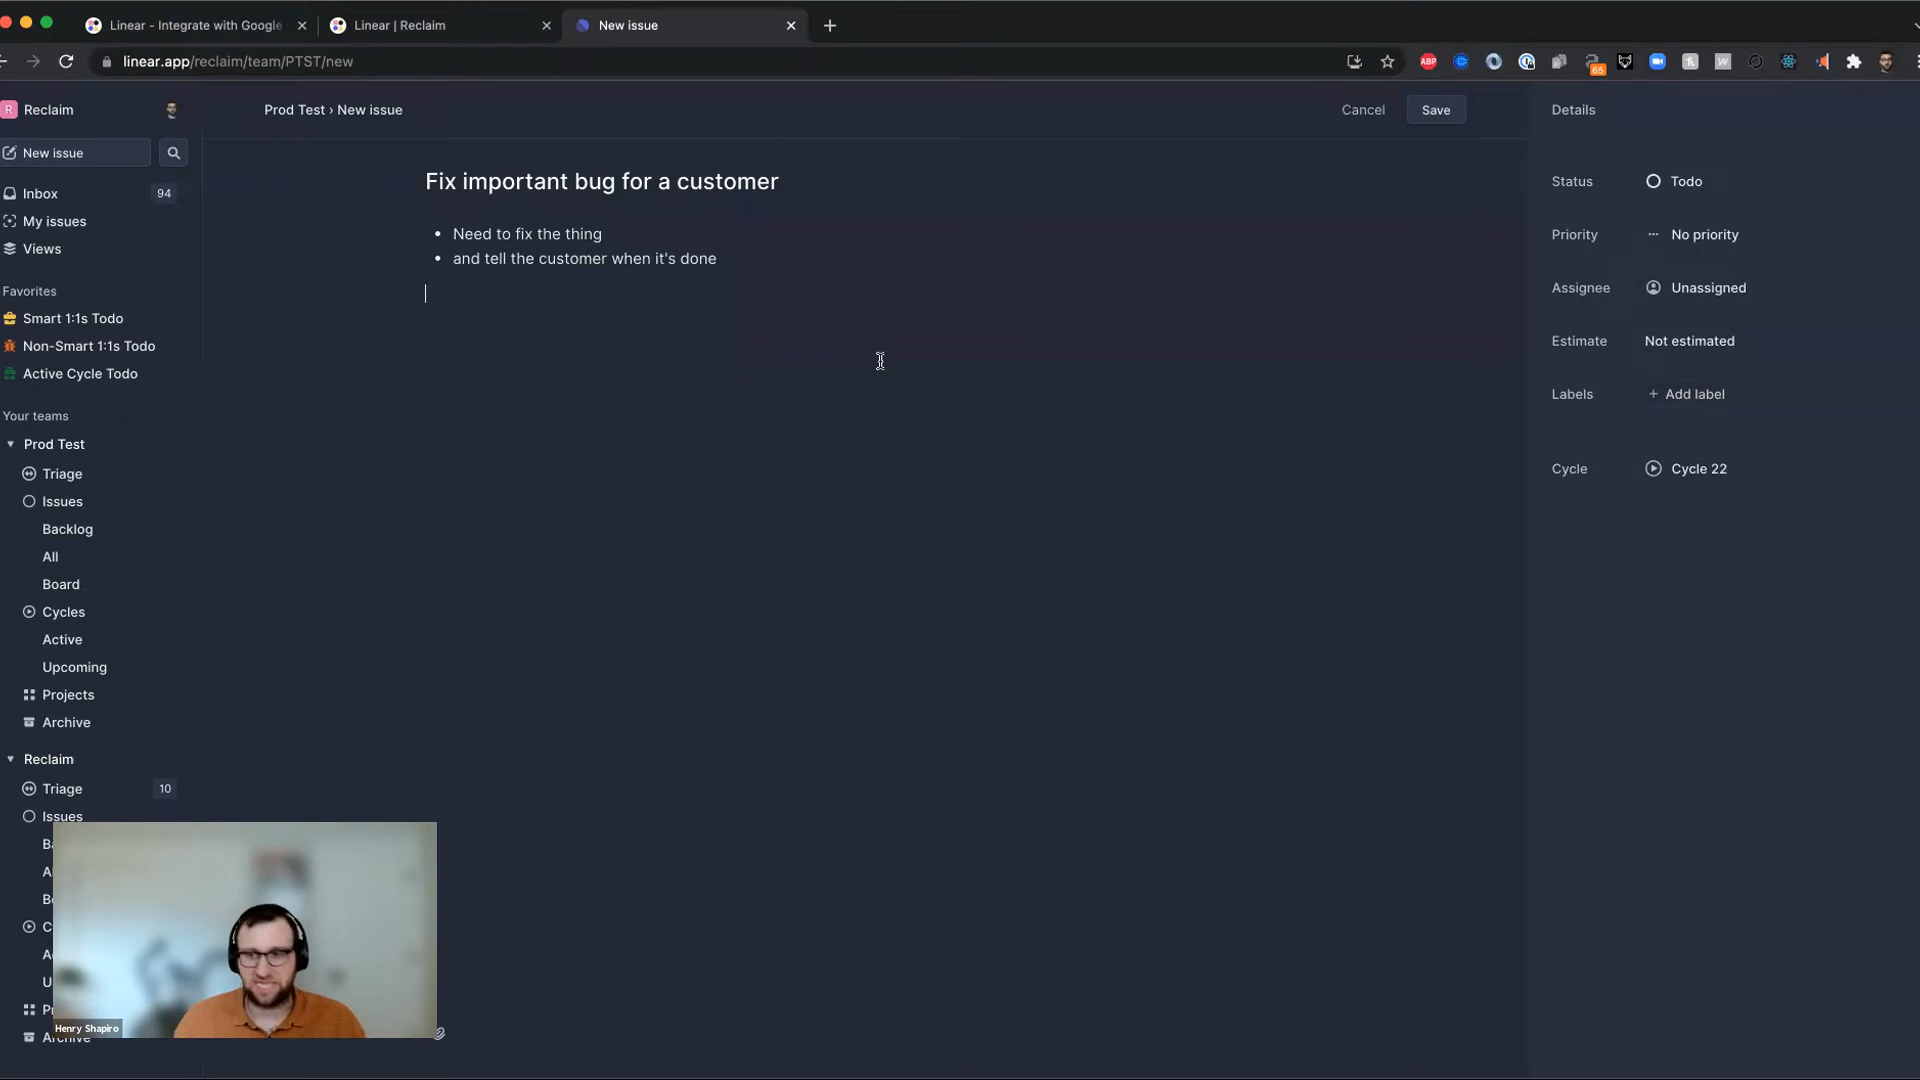 Linear - Integrate with Google
Linear | Reclaim
New issue
linear.app/reclaim/team/PTST/new
ABP
65
W
R
Reclaim
Prod Test › New issue
Cancel
Save
Details
New issue
Inbox
94
My issues
Views
Favorites
Smart 1:1s Todo
Non-Smart 1:1s Todo
Active Cycle Todo
Your teams
Prod Test
Triage
Issues
Backlog
All
Board
Cycles
Active
Upcoming
Projects
Archive
Reclaim
Triage
10
Issues
Archive
Henry Shapiro
Fix important bug for a customer
• Need to fix the thing
• and tell the customer when it's done
Status
Todo
Priority
No priority
Assignee
Unassigned
Estimate
Not estimated
Labels
+ Add label
Cycle
Cycle 22